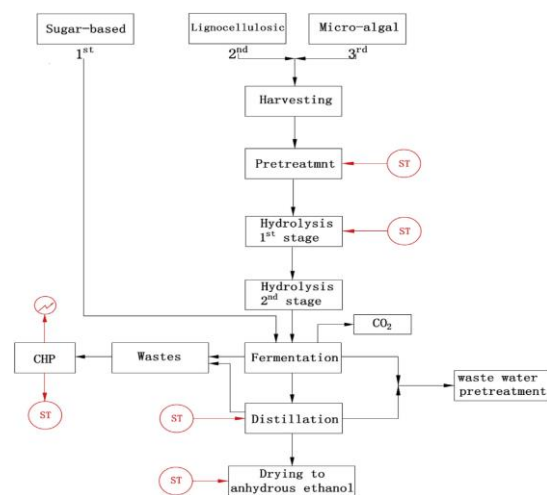 Sugar-based
Lignocellulosic
Micro-algal
1st
2nd
3rd
Harvesting
Pretreatmnt
ST
Hydrolysis
1st stage
ST
Hydrolysis
2nd stage
CO2
CHP
Wastes
Fermentation
waste water
pretreatment
ST
ST
Distillation
ST
Drying to
anhydrous ethanol